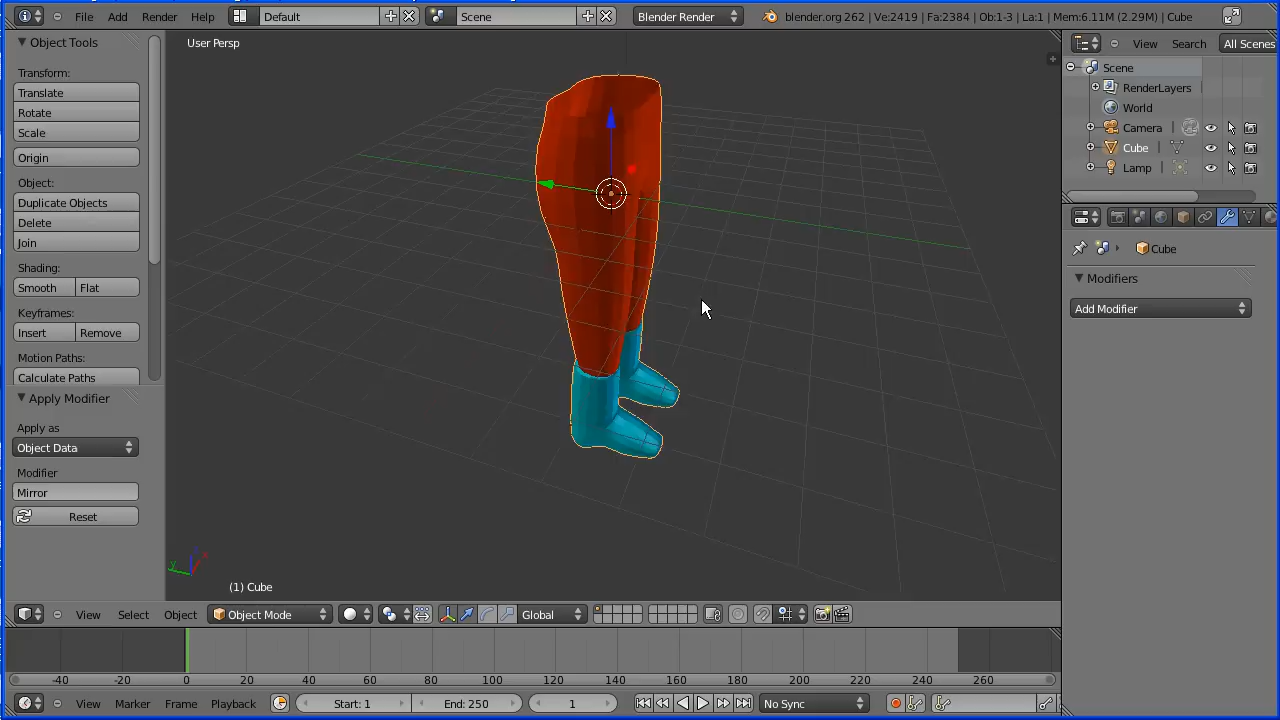 File Add Render Help Default Scene Blender Render blender.org 262 | Ve:2419 | Fa:2384 | Ob:1-3 | La:1 | Mem:6.11M (2.29M) | Cube
Object Tools
Transform:
Translate
Rotate
Scale
Origin
Object:
Duplicate Objects
Delete
Join
Shading:
Smooth Flat
Keyframes:
Insert Remove
Motion Paths:
Calculate Paths
Apply Modifier
Apply as
Object Data
Modifier
Mirror
Reset
User Persp
y
x
(1) Cube
View Search All Scenes
Scene
RenderLayers
World
Camera
Cube
Lamp
Cube
Modifiers
Add Modifier
View Select Object Object Mode Global
-40 -20 0 20 40 60 80 100 120 140 160 180 200 220 240 260
View Marker Frame Playback Start: 1 End: 250 1 No Sync